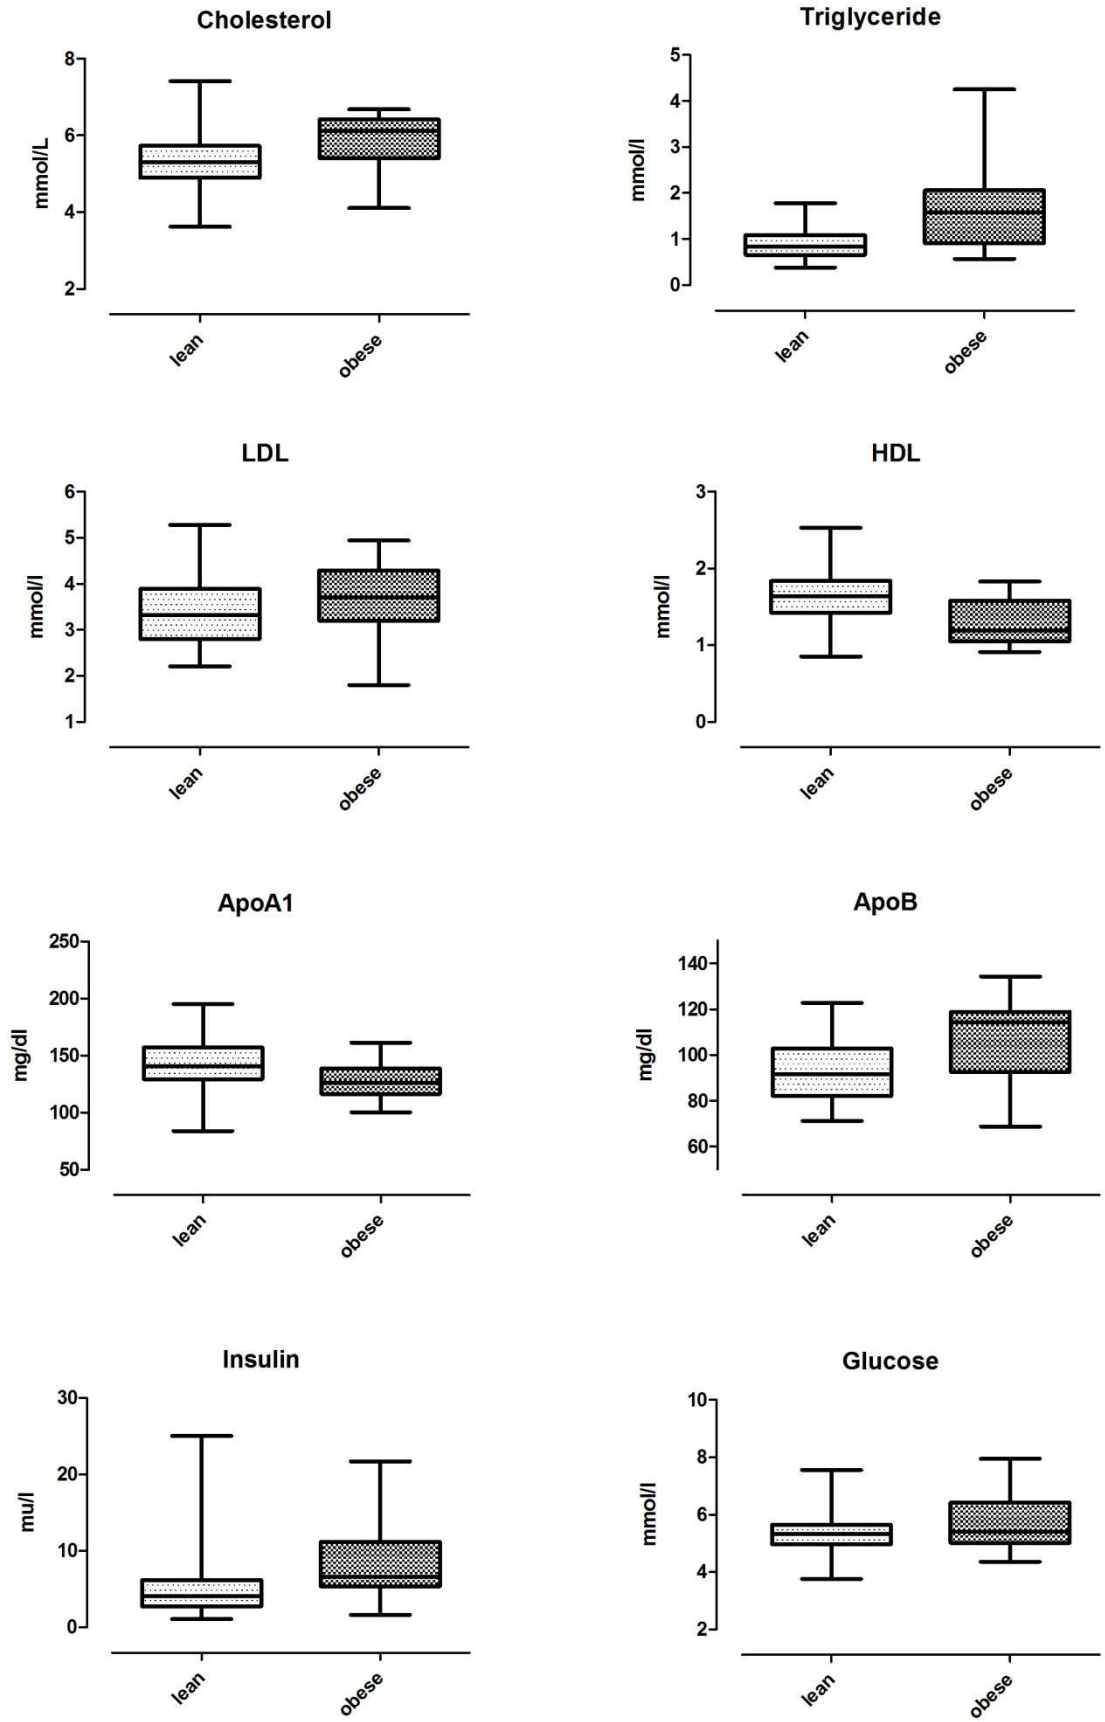 Cholesterol
8
6
4
2
mmol/L
lean
obese
Triglyceride
5
4
3
2
1
0
mmol/l
lean
obese
LDL
6
5
4
3
2
1
mmol/l
lean
obese
HDL
3
2
1
0
mmol/l
lean
obese
ApoA1
250
200
150
100
50
mg/dl
lean
obese
ApoB
140
120
100
80
60
mg/dl
lean
obese
Insulin
30
20
10
0
mu/l
lean
obese
Glucose
10
8
6
4
2
mmol/l
lean
obese